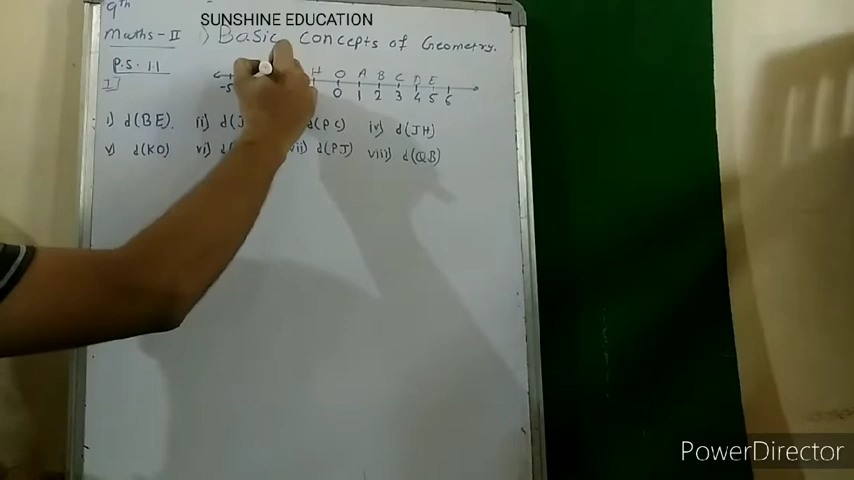 SUNSHINE EDUCATION
9th
Maths - II 1) Basic concepts of Geometry.
P.S. 1.1
H O A B C D E
-5 0 1 2 3 4 5 6
I]
i) d(BE). ii) d(J d(PC) iv) d(JH)
v) d(KO) vi) d( vii) d(PJ) viii) d(QB)
PowerDirector